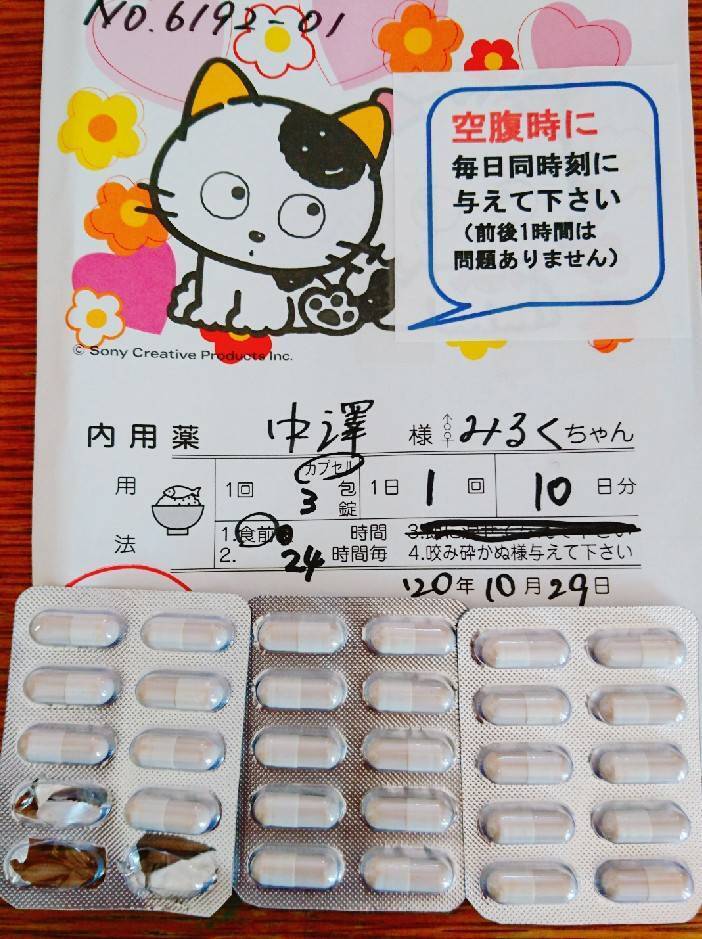 NO.6192-01
空腹時に
毎日同時刻に
与えて下さい
(前後1時間は
問題ありません)
© Sony Creative Products Inc.
内用薬 中澤 様 ♂♀ みるくちゃん
用法
1回 3 カプセル 包 錠 1日 1 回 10 日分
1. 食前 時間
2. 24 時間毎 4.咬み砕かぬ様与えて下さい
'20年10月29日